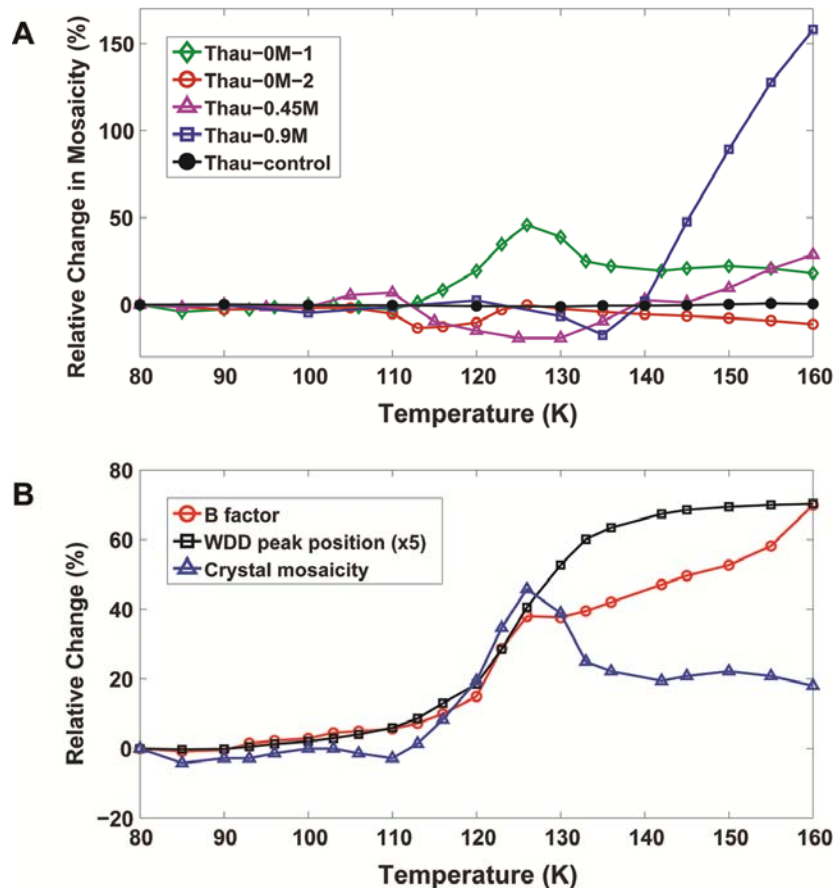 A
Relative Change in Mosaicity (%)
150
100
50
0
Thau-0M-1
Thau-0M-2
Thau-0.45M
Thau-0.9M
Thau-control
80 90 100 110 120 130 140 150 160
Temperature (K)
B
Relative Change (%)
80
60
40
20
0
-20
B factor
WDD peak position (x5)
Crystal mosaicity
80 90 100 110 120 130 140 150 160
Temperature (K)